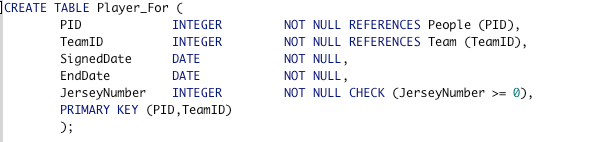 CREATE TABLE Player_For (
PID INTEGER NOT NULL REFERENCES People (PID),
TeamID INTEGER NOT NULL REFERENCES Team (TeamID),
SignedDate DATE NOT NULL,
EndDate DATE NOT NULL,
JerseyNumber INTEGER NOT NULL CHECK (JerseyNumber >= 0),
PRIMARY KEY (PID,TeamID)
);